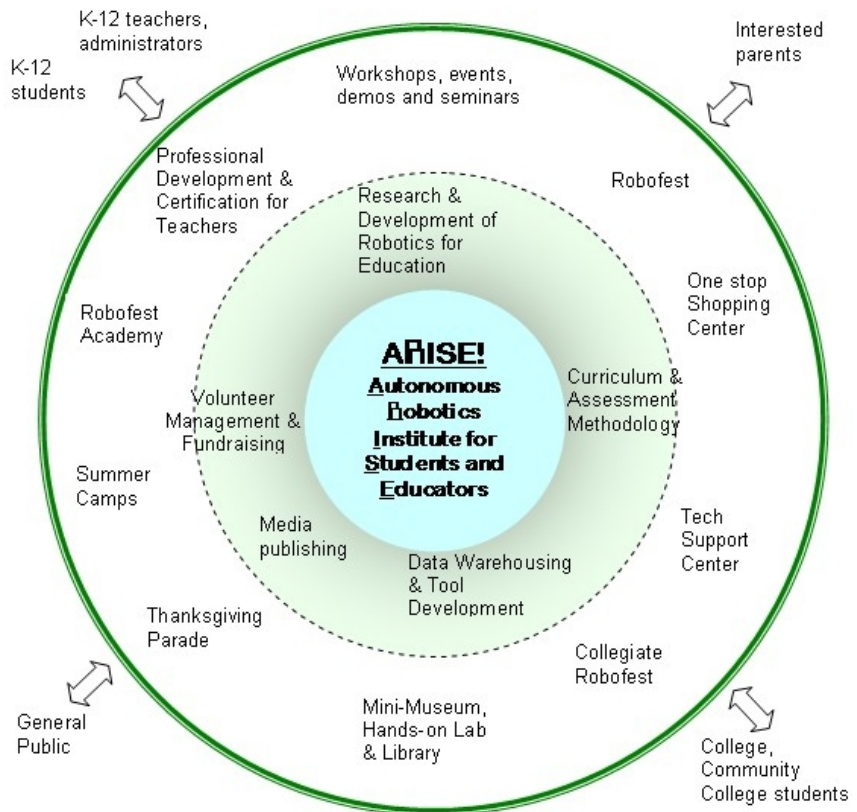 K-12 teachers,
administrators
K-12
students
Interested
parents
Workshops, events,
demos and seminars
Professional
Development &
Certification for
Teachers
Robofest
Research &
Development of
Robotics for
Education
One stop
Shopping
Center
Robofest
Academy
ARISE!
Autonomous
Robotics
Institute for
Students and
Educators
Volunteer
Management &
Fundraising
Curriculum &
Assessment
Methodology
Summer
Camps
Media
publishing
Tech
Support
Center
Data Warehousing
& Tool
Development
Thanksgiving
Parade
Collegiate
Robofest
Mini-Museum,
Hands-on Lab
& Library
General
Public
College,
Community
College students